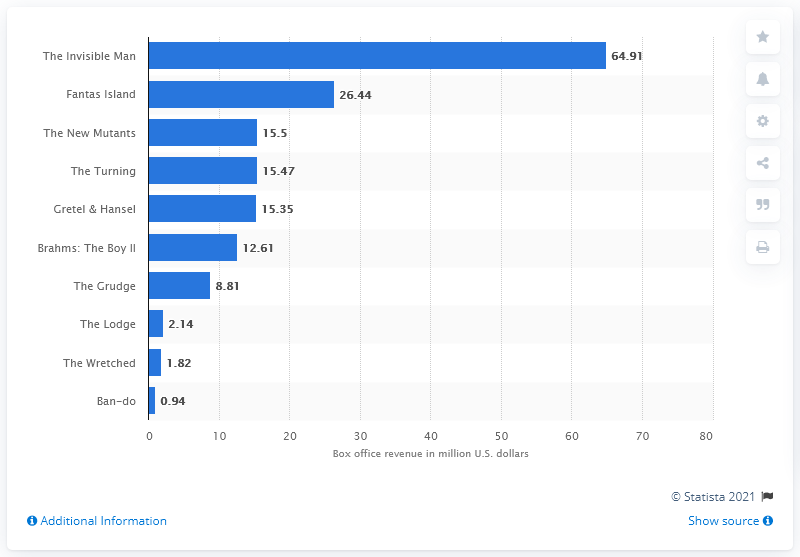 The Invisible Man 64.91
Fantas Island 26.44
The New Mutants 15.5
The Turning 15.47
Gretel & Hansel 15.35
Brahms: The Boy II 12.61
The Grudge 8.81
The Lodge 2.14
The Wretched 1.82
Ban-do 0.94
0 10 20 30 40 50 60 70 80
Box office revenue in million U.S. dollars
© Statista 2021
Additional Information Show source